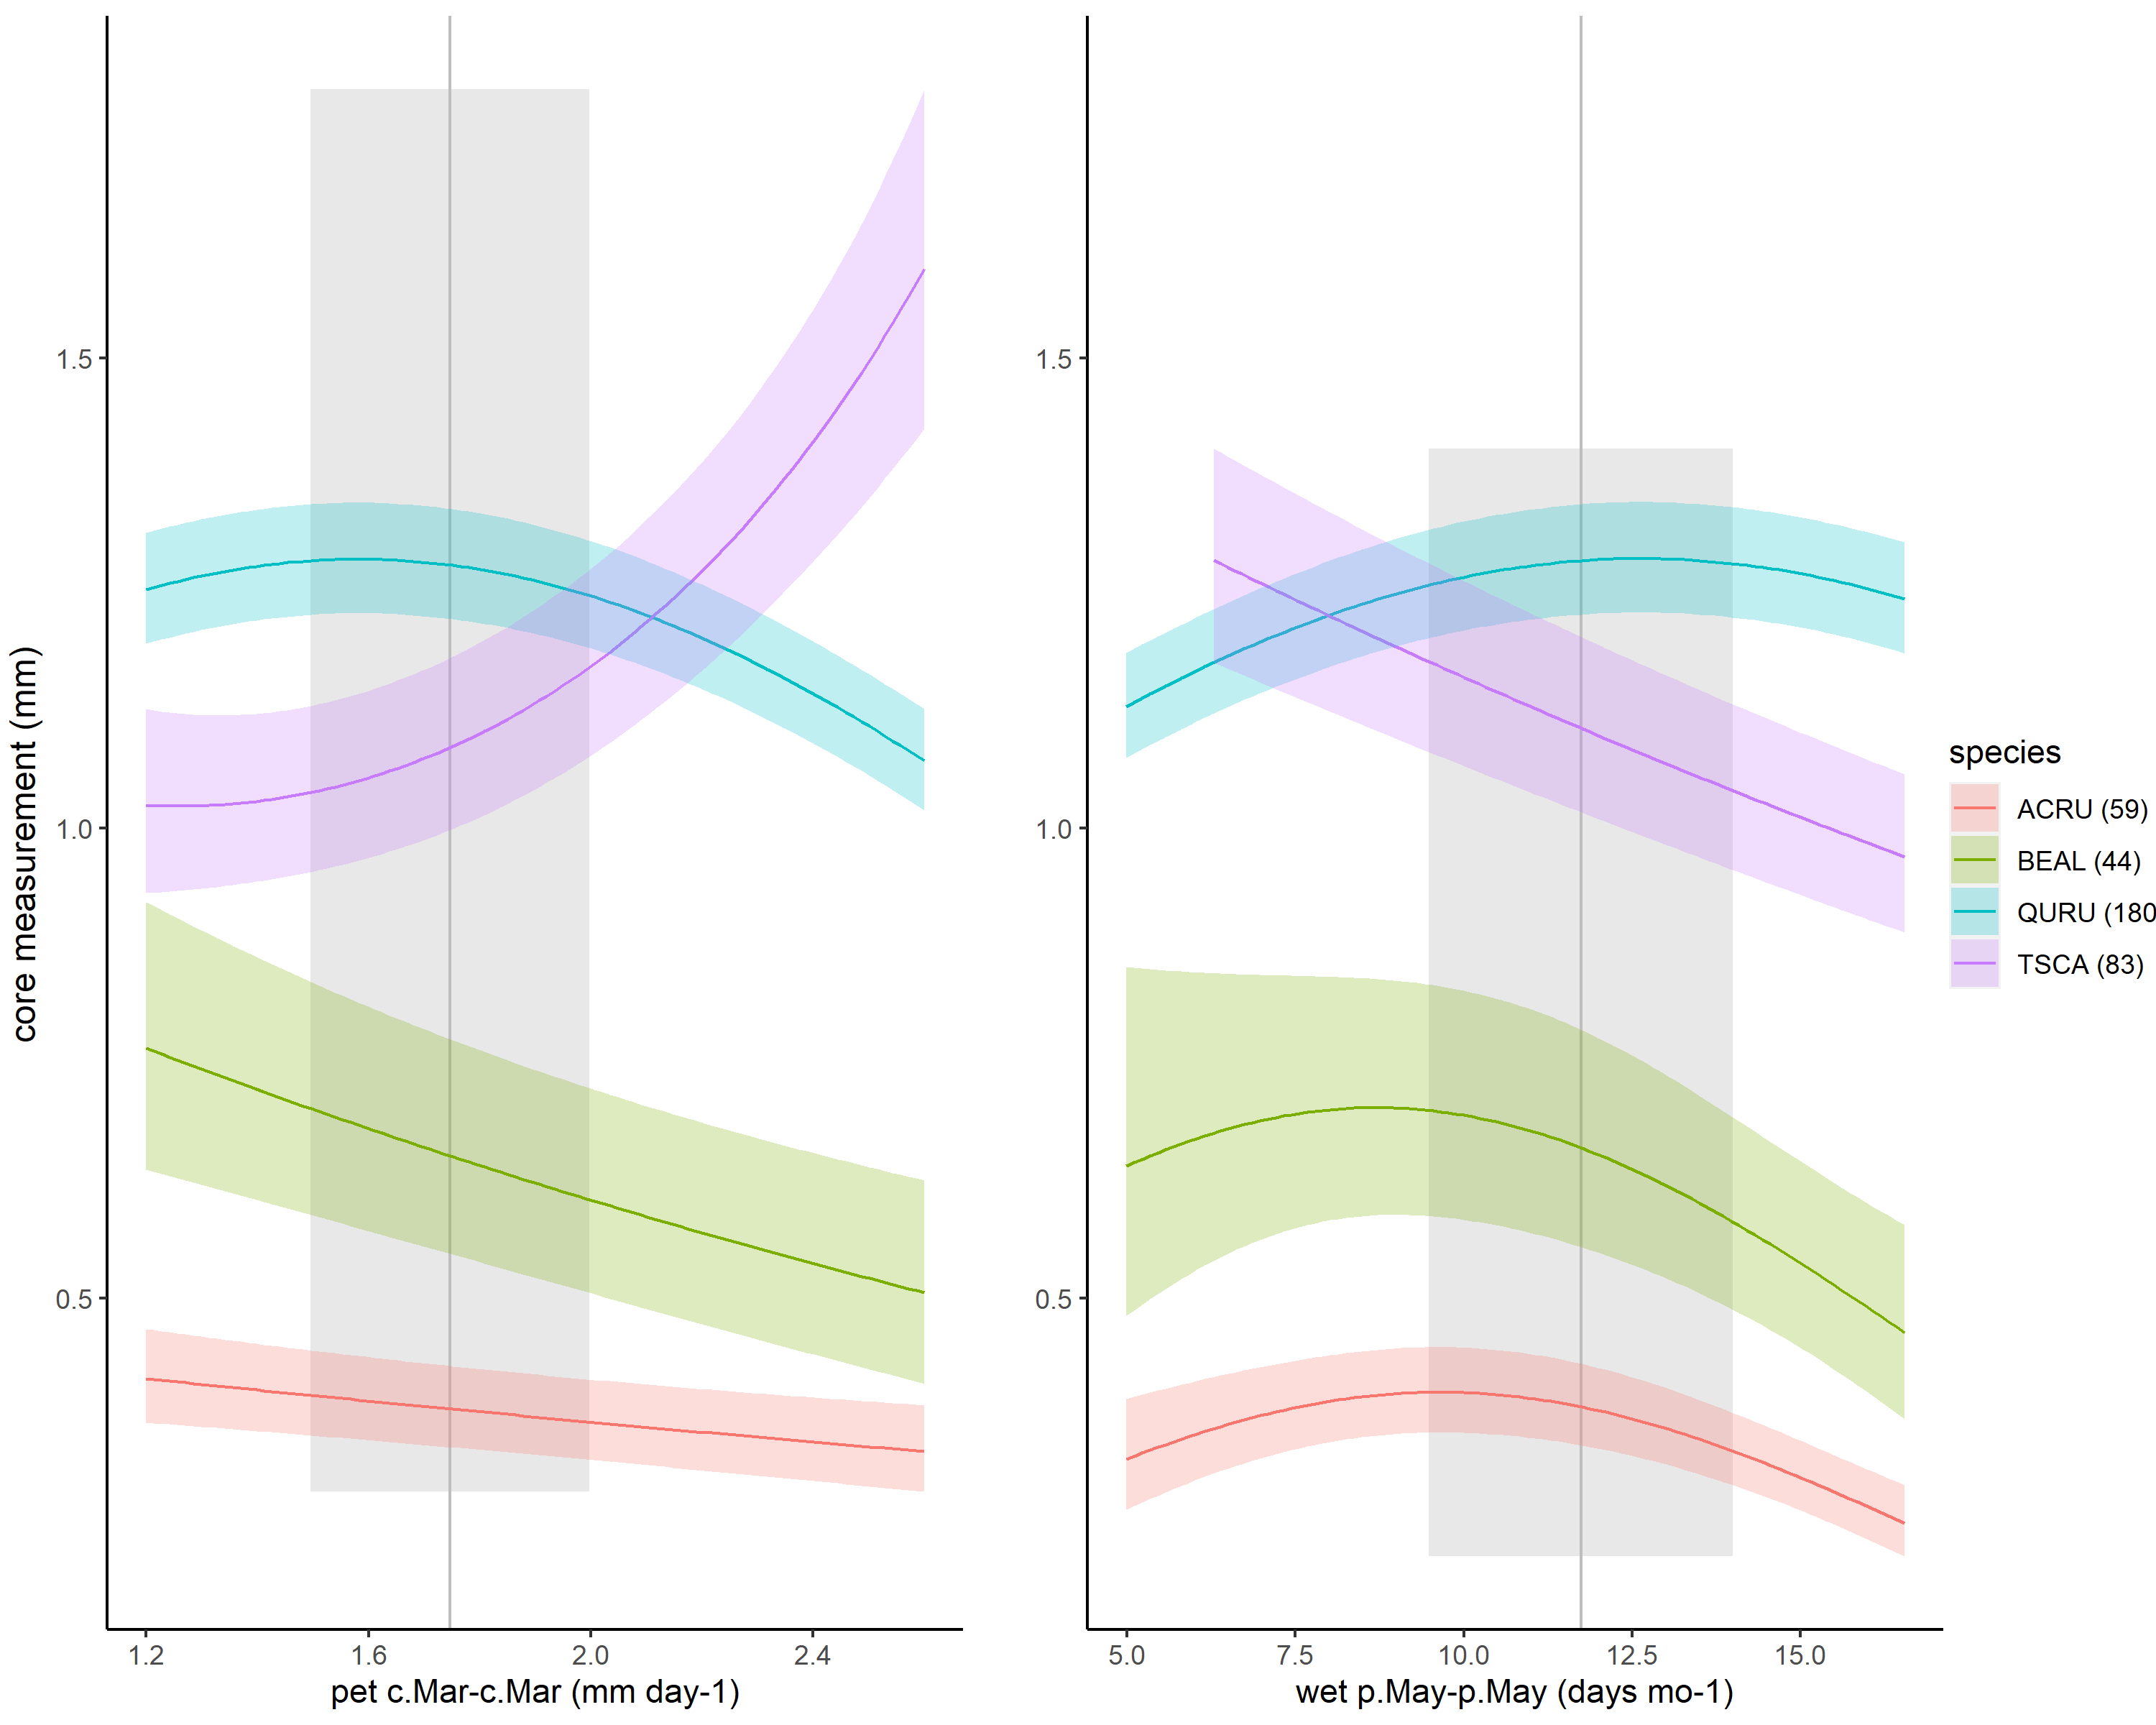 core measurement (mm)
1.5
1.0
0.5
1.2 1.6 2.0 2.4
pet c.Mar-c.Mar (mm day-1)
1.5
1.0
0.5
5.0 7.5 10.0 12.5 15.0
wet p.May-p.May (days mo-1)
species
ACRU (59)
BEAL (44)
QURU (180
TSCA (83)